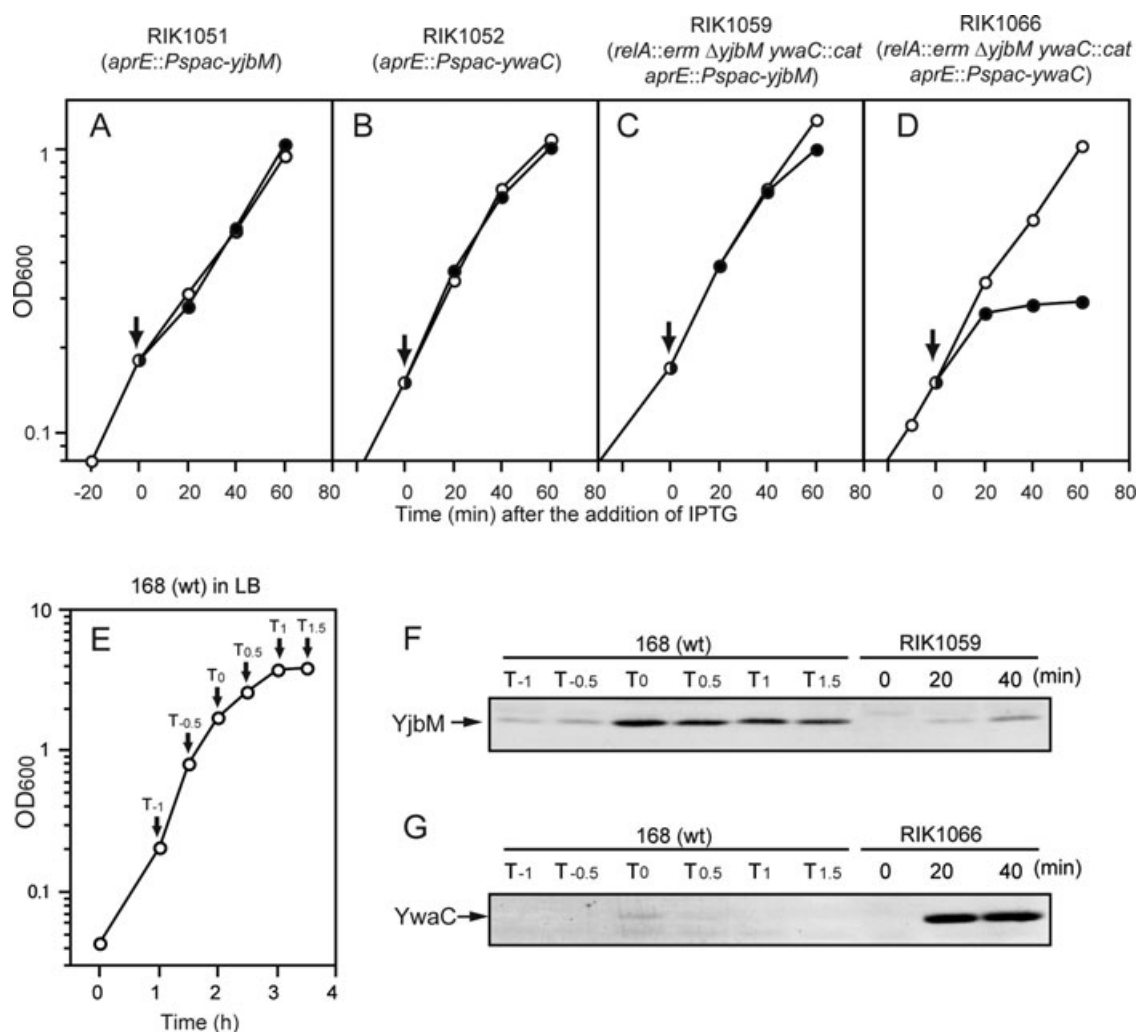 RIK1051
(aprE::Pspac-yjbM)
RIK1052
(aprE::Pspac-ywaC)
RIK1059
(relA::erm ΔyjbM ywaC::cat
aprE::Pspac-yjbM)
RIK1066
(relA::erm ΔyjbM ywaC::cat
aprE::Pspac-ywaC)
A B C D
1
0.1
OD600
-20 0 20 40 60 80 0 20 40 60 80 0 20 40 60 80 0 20 40 60 80
Time (min) after the addition of IPTG
168 (wt) in LB
E
10
1
0.1
OD600
T-1
T-0.5
T0
T0.5
T1
T1.5
0 1 2 3 4
Time (h)
F
168 (wt) RIK1059
T-1 T-0.5 T0 T0.5 T1 T1.5 0 20 40 (min)
YjbM
G
168 (wt) RIK1066
T-1 T-0.5 T0 T0.5 T1 T1.5 0 20 40 (min)
YwaC